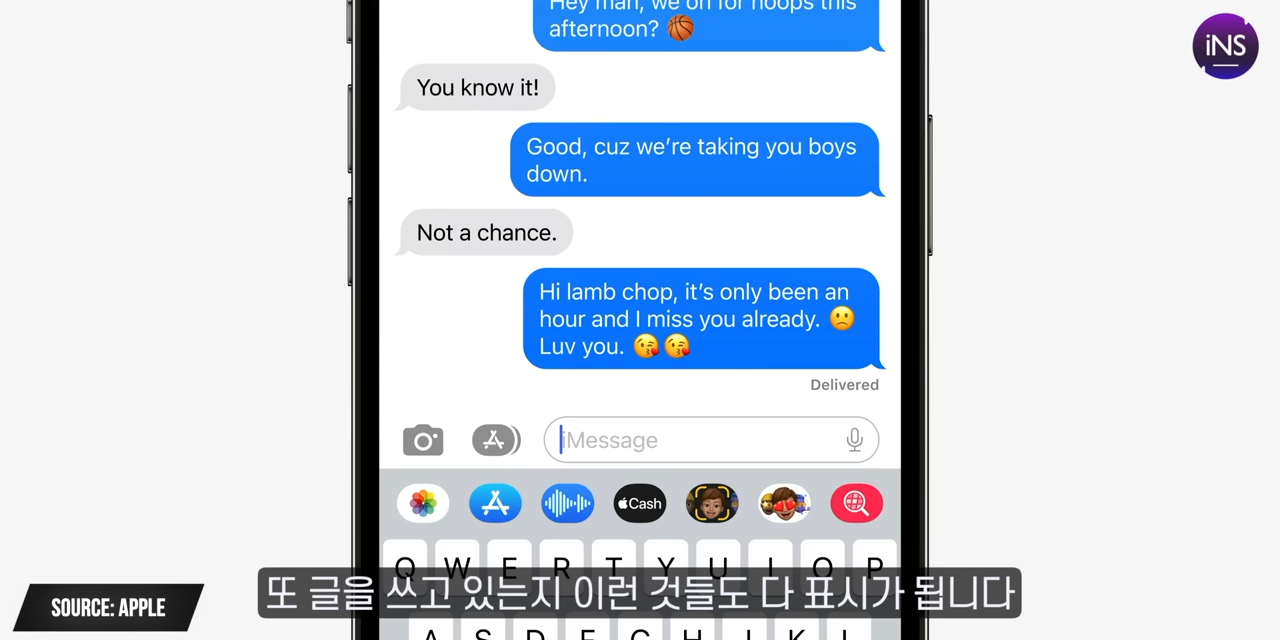 Hey man, we on for hoops this
afternoon? 🏀
iNS
You know it!
Good, cuz we’re taking you boys
down.
Not a chance.
Hi lamb chop, it’s only been an
hour and I miss you already. 🙁
Luv you. 😘😘
Delivered
iMessage
Cash
Q W E R T Y U I O P
또 글을 쓰고 있는지 이런 것들도 다 표시가 됩니다
SOURCE: APPLE
A S D F G H J K L